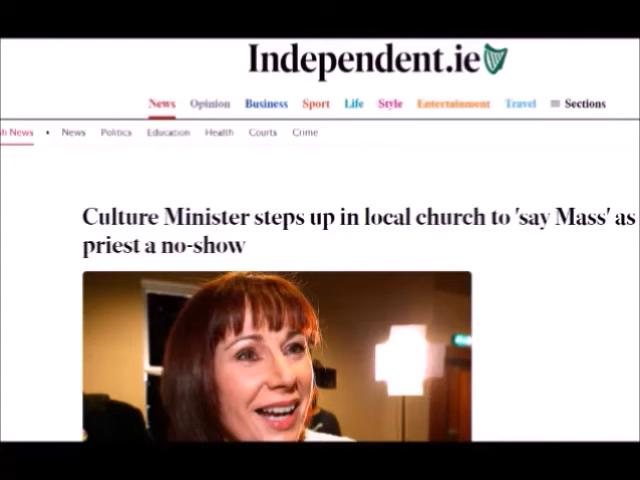 Independent.ie
News Opinion Business Sport Life Style Entertainment Travel Sections
sh News • News Politics Education Health Courts Crime
Culture Minister steps up in local church to 'say Mass' as
priest a no-show